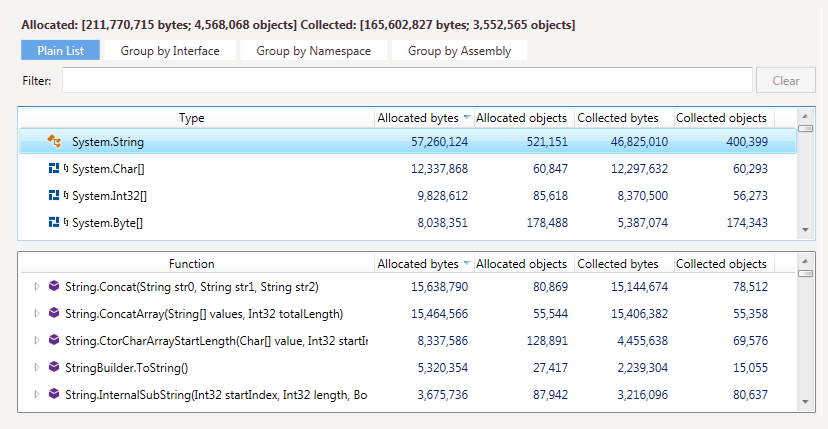 Allocated: [211,770,715 bytes; 4,568,068 objects] Collected: [165,602,827 bytes; 3,552,565 objects]
Plain List Group by Interface Group by Namespace Group by Assembly
Filter: Clear
Type Allocated bytes Allocated objects Collected bytes Collected objects
System.String 57,260,124 521,151 46,825,010 400,399
System.Char[] 12,337,868 60,847 12,297,632 60,293
System.Int32[] 9,828,612 85,618 8,370,500 56,273
System.Byte[] 8,038,351 178,488 5,387,074 174,343
Function Allocated bytes Allocated objects Collected bytes Collected objects
String.Concat(String str0, String str1, String str2) 15,638,790 80,869 15,144,674 78,512
String.ConcatArray(String[] values, Int32 totalLength) 15,464,566 55,544 15,406,382 55,358
String.CtorCharArrayStartLength(Char[] value, Int32 startIr 8,337,586 128,891 4,455,638 69,576
StringBuilder.ToString() 5,320,354 27,417 2,239,304 15,055
String.InternalSubString(Int32 startIndex, Int32 length, Bo 3,675,736 87,942 3,216,096 80,637